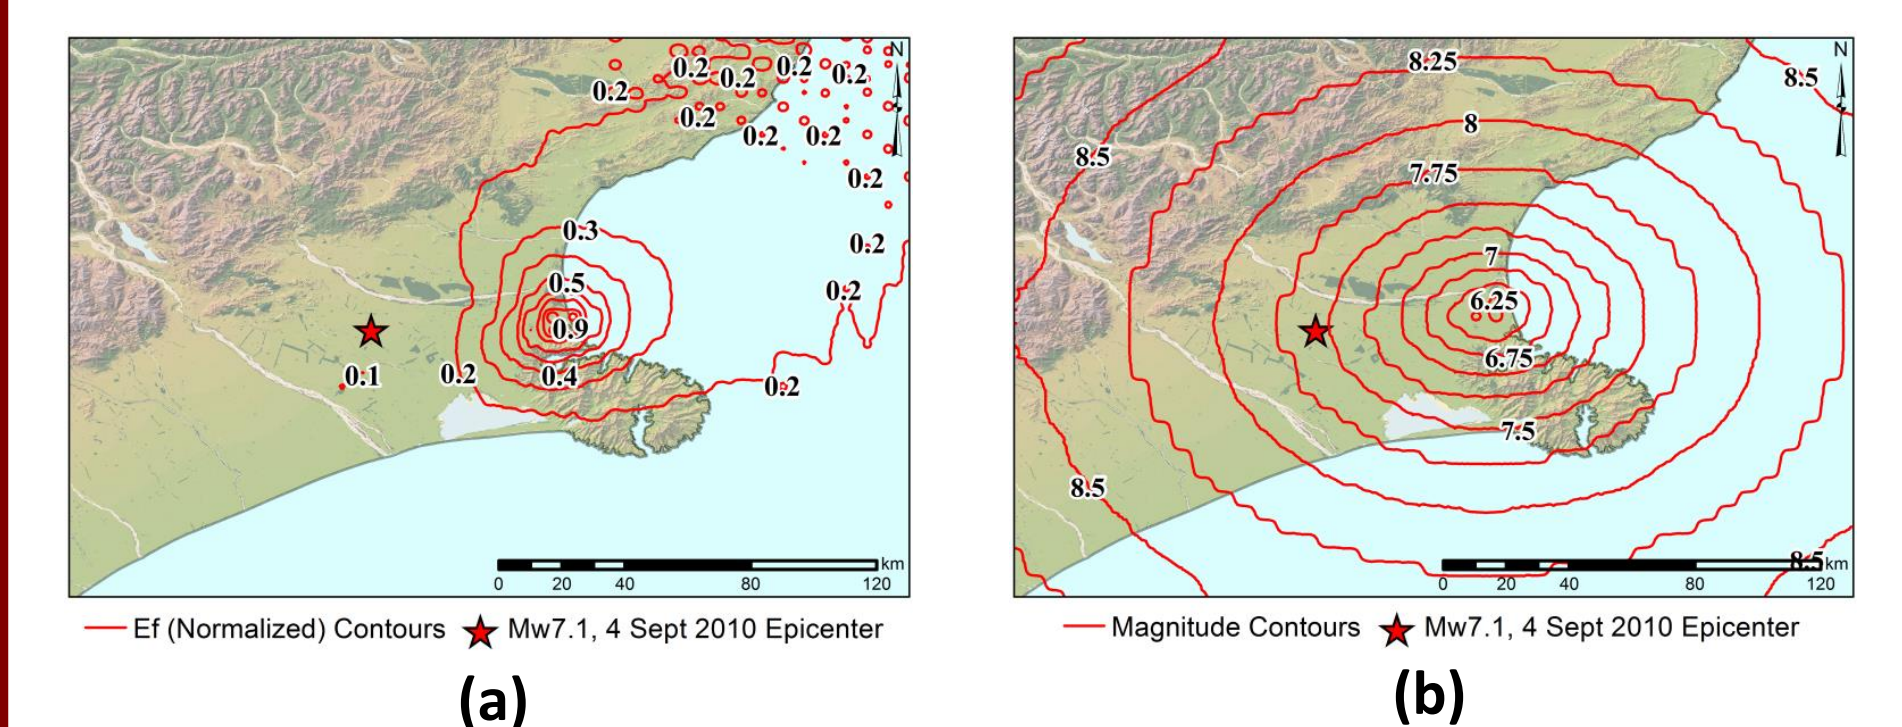 0.2 0.2 0.2 0.2 0.2 N
0.2
0.2 0.2
0.2
0.3
0.2
0.5
0.2
0.9
0.1 0.2 0.4 0.2
km
0 20 40 80 120
Ef (Normalized) Contours Mw7.1, 4 Sept 2010 Epicenter
(a)
8.25 8.5 N
8
8.5
7.75
7
6.25
6.75
7.5
8.5
8.5 km
0 20 40 80 120
Magnitude Contours Mw7.1, 4 Sept 2010 Epicenter
(b)